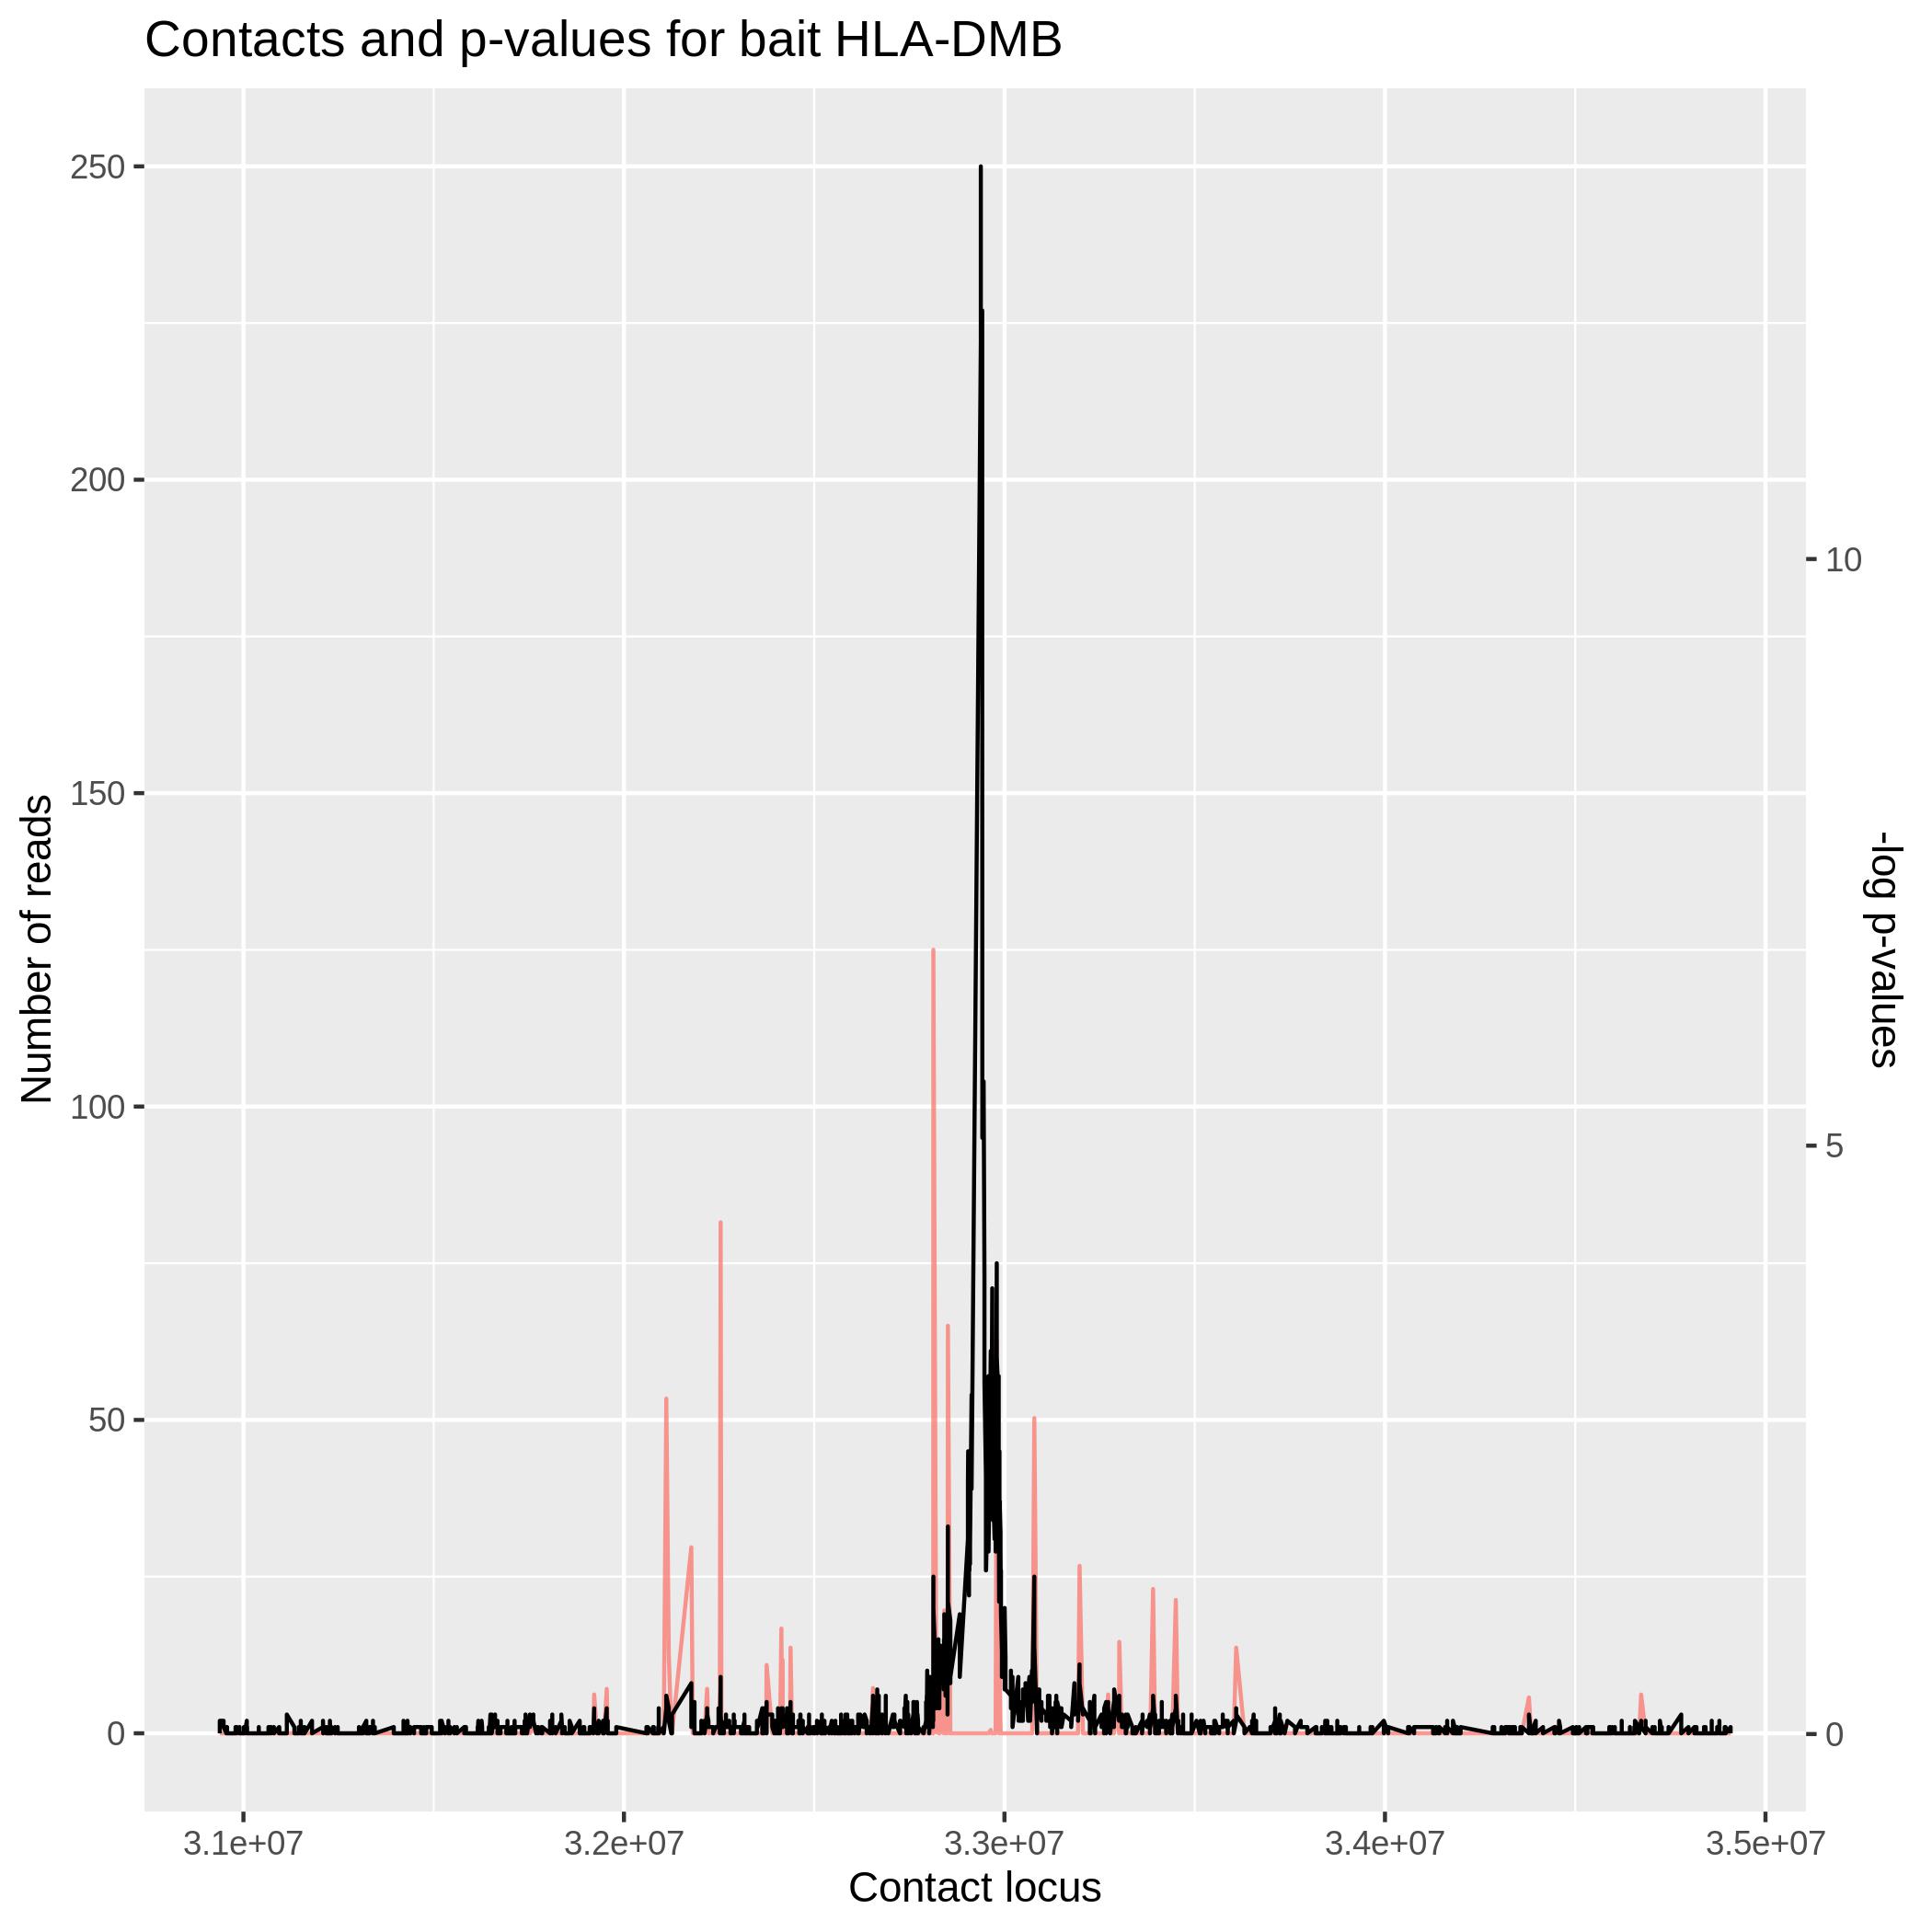 Contacts and p-values for bait HLA-DMB
250
200
150
100
50
0
Number of reads
10
5
0
-log p-values
3.1e+07
3.2e+07
3.3e+07
3.4e+07
3.5e+07
Contact locus